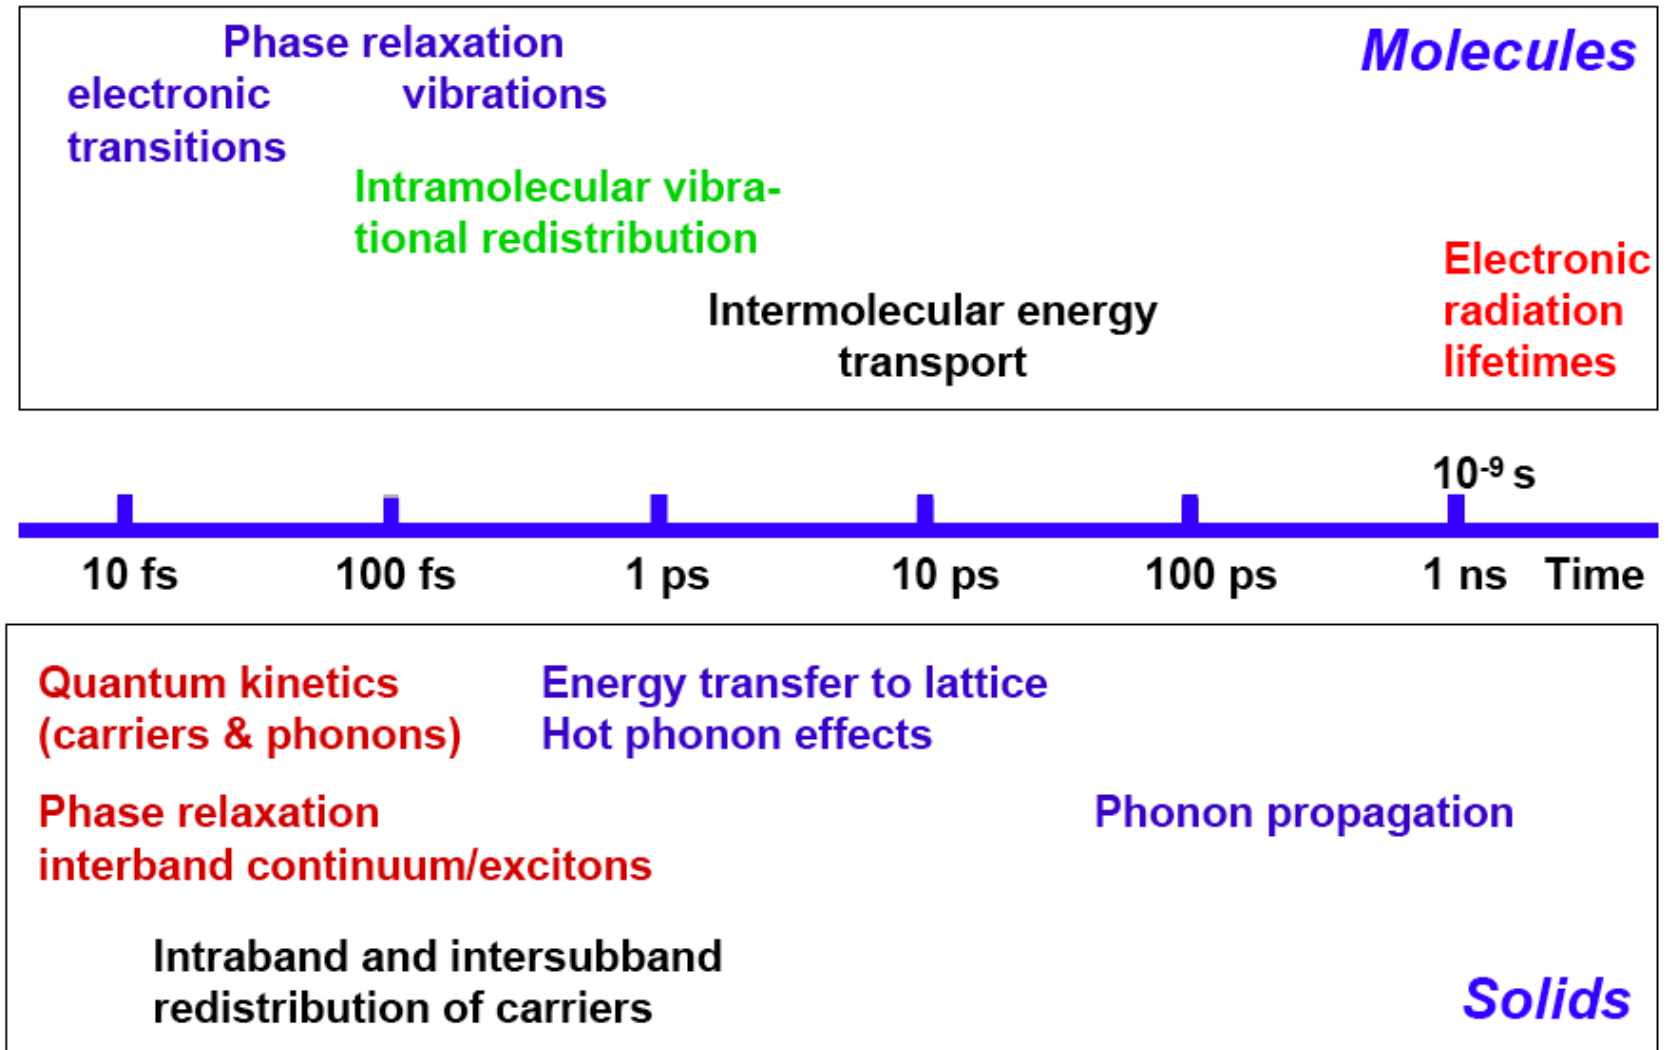 Phase relaxation
Molecules
electronic vibrations
transitions
Intramolecular vibra-
tional redistribution
Electronic
radiation
lifetimes
Intermolecular energy
transport
10⁻⁹ s
10 fs 100 fs 1 ps 10 ps 100 ps 1 ns Time
Quantum kinetics
(carriers & phonons)
Energy transfer to lattice
Hot phonon effects
Phase relaxation
interband continuum/excitons
Phonon propagation
Intraband and intersubband
redistribution of carriers
Solids